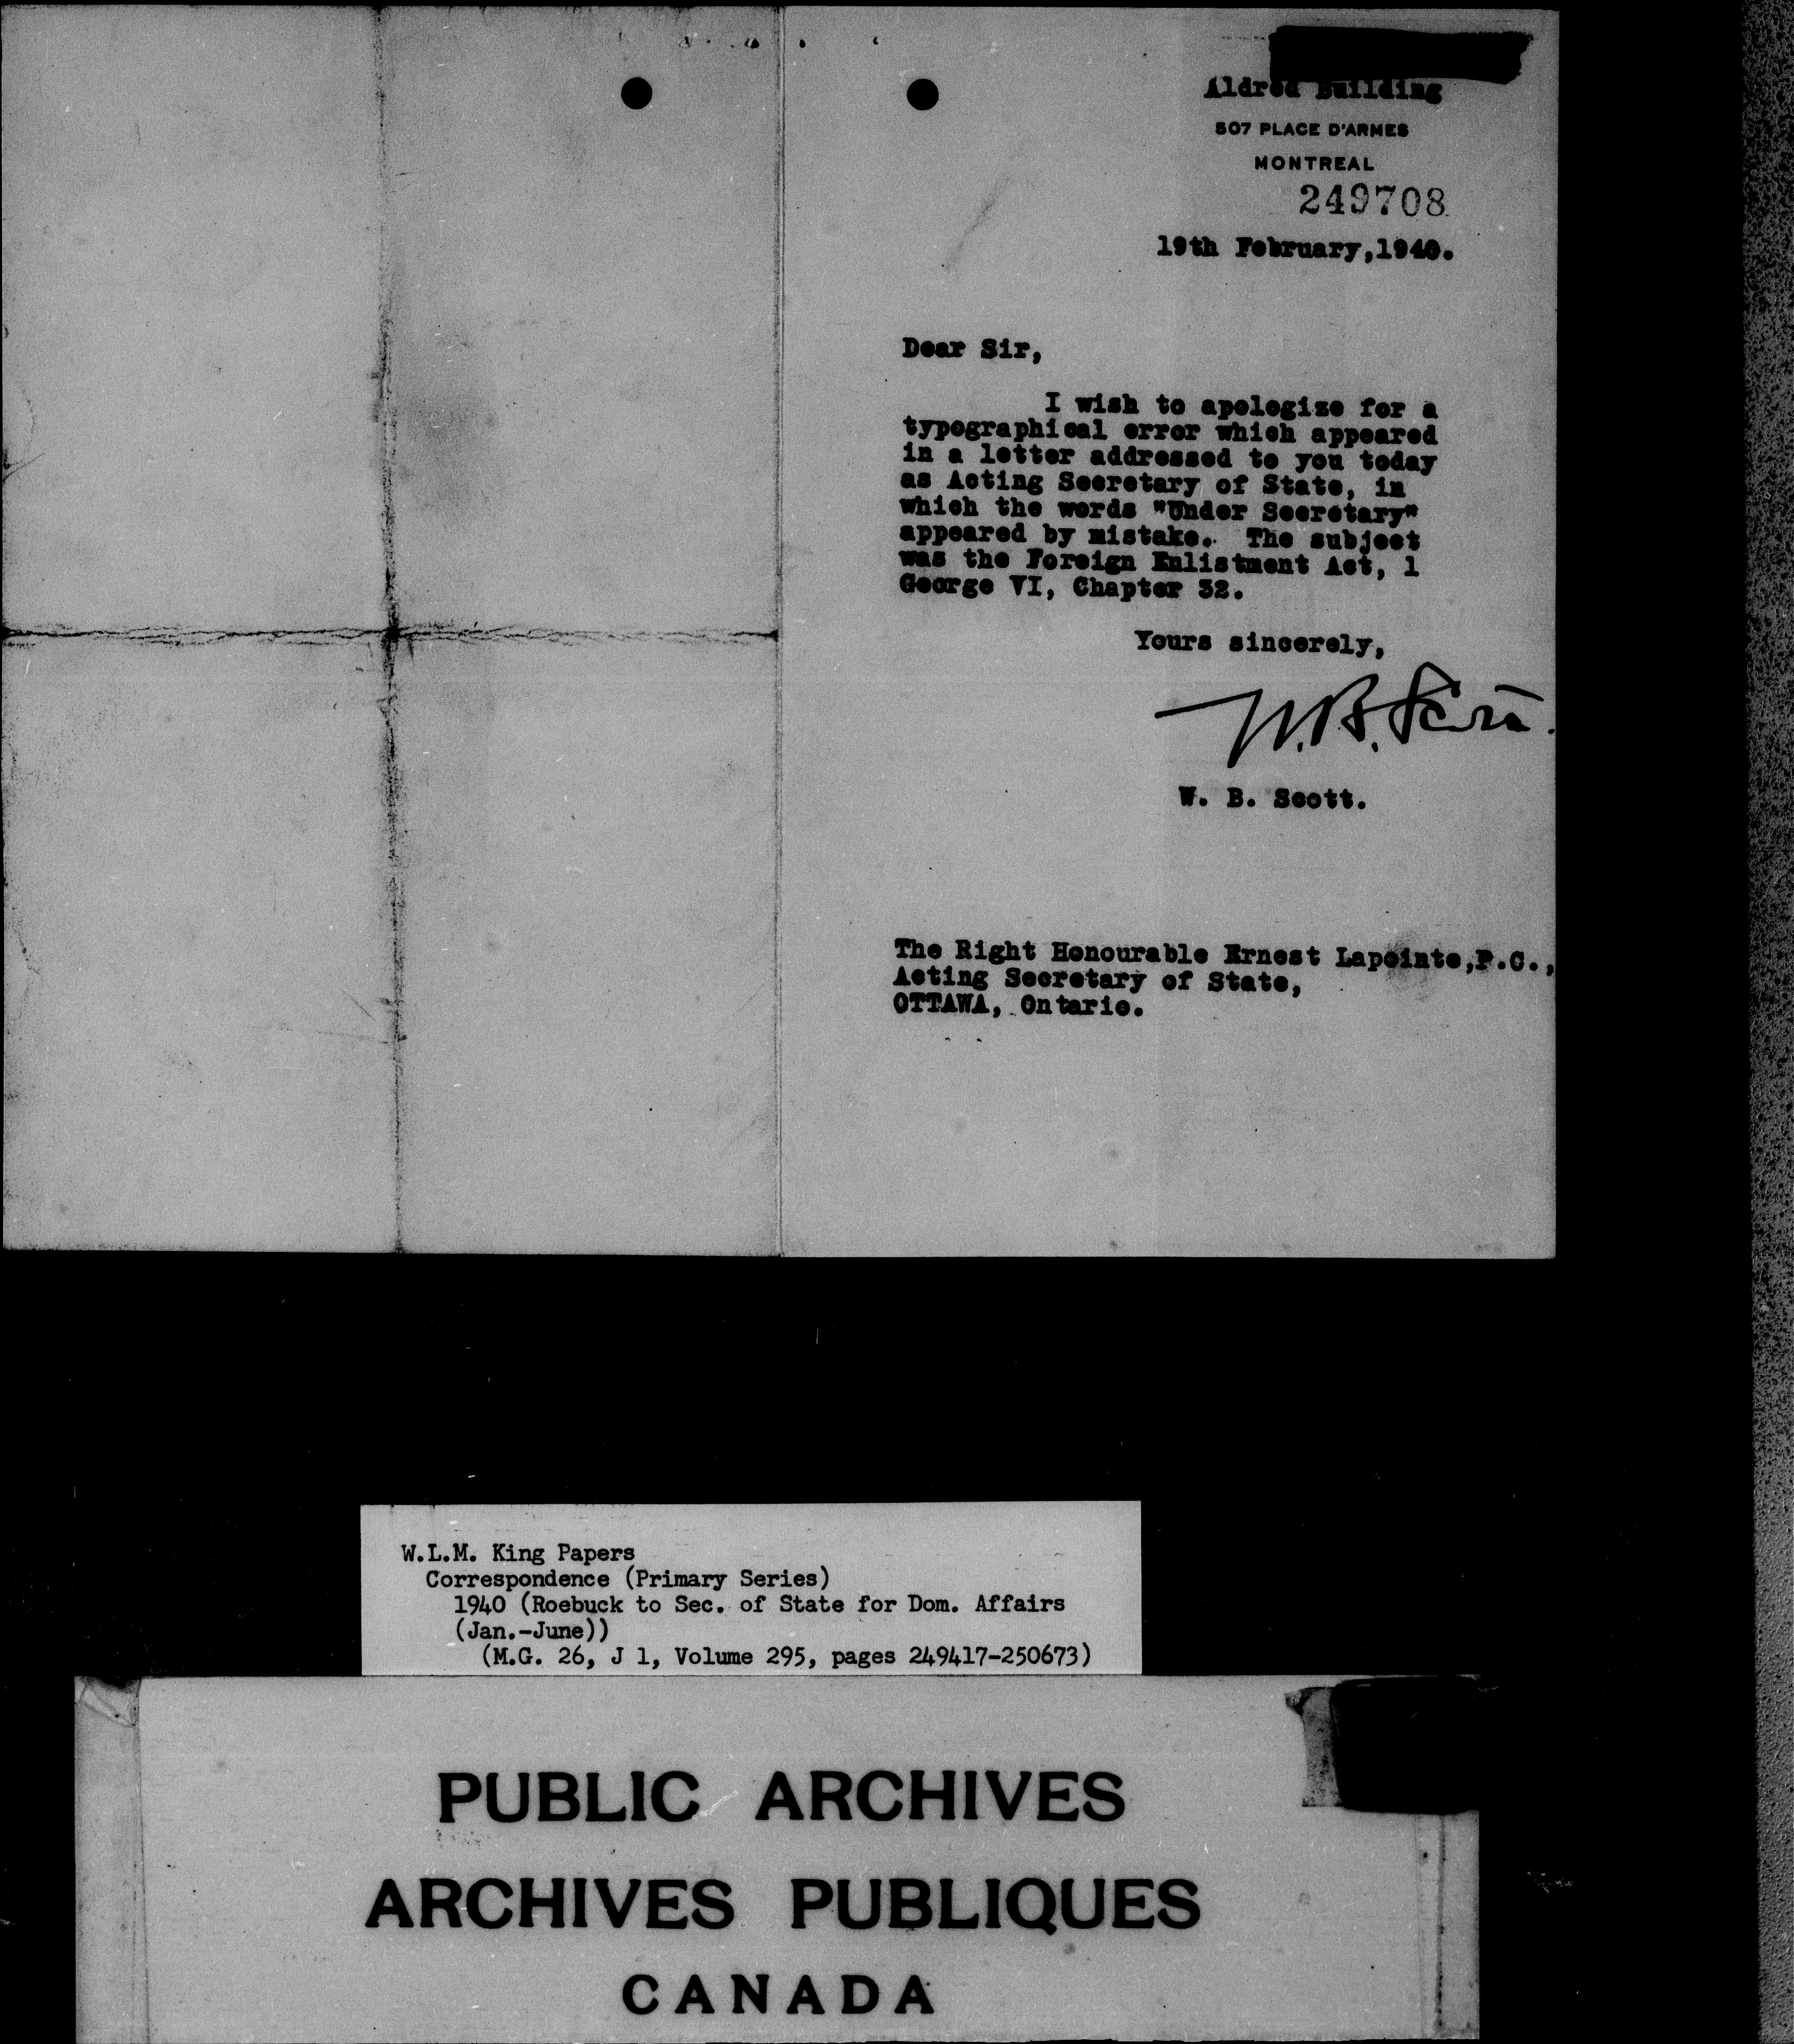 Aldred Building
507 PLACE D'ARMES
MONTREAL
249708
19th February,1940.
Dear Sir,
I wish to apologize for a
typographical error which appeared
in a letter addressed to you today
as Acting Secretary of State, in
which the words "Under Secretary"
appeared by mistake. The subject
was the Foreign Enlistment Act, 1
George VI, Chapter 32.
Yours sincerely,
W.B. Scott.
W. B. Scott.
The Right Honourable Ernest Lapointe,P.C.,
Acting Secretary of State,
OTTAWA, Ontario.
W.L.M. King Papers
Correspondence (Primary Series)
1940 (Roebuck to Sec. of State for Dom. Affairs
(Jan.-June))
(M.G. 26, J 1, Volume 295, pages 249417-250673)
PUBLIC ARCHIVES
ARCHIVES PUBLIQUES
CANADA